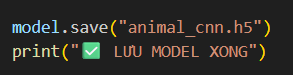 model.save("animal_cnn.h5")
print("✅ LƯU MODEL XONG")